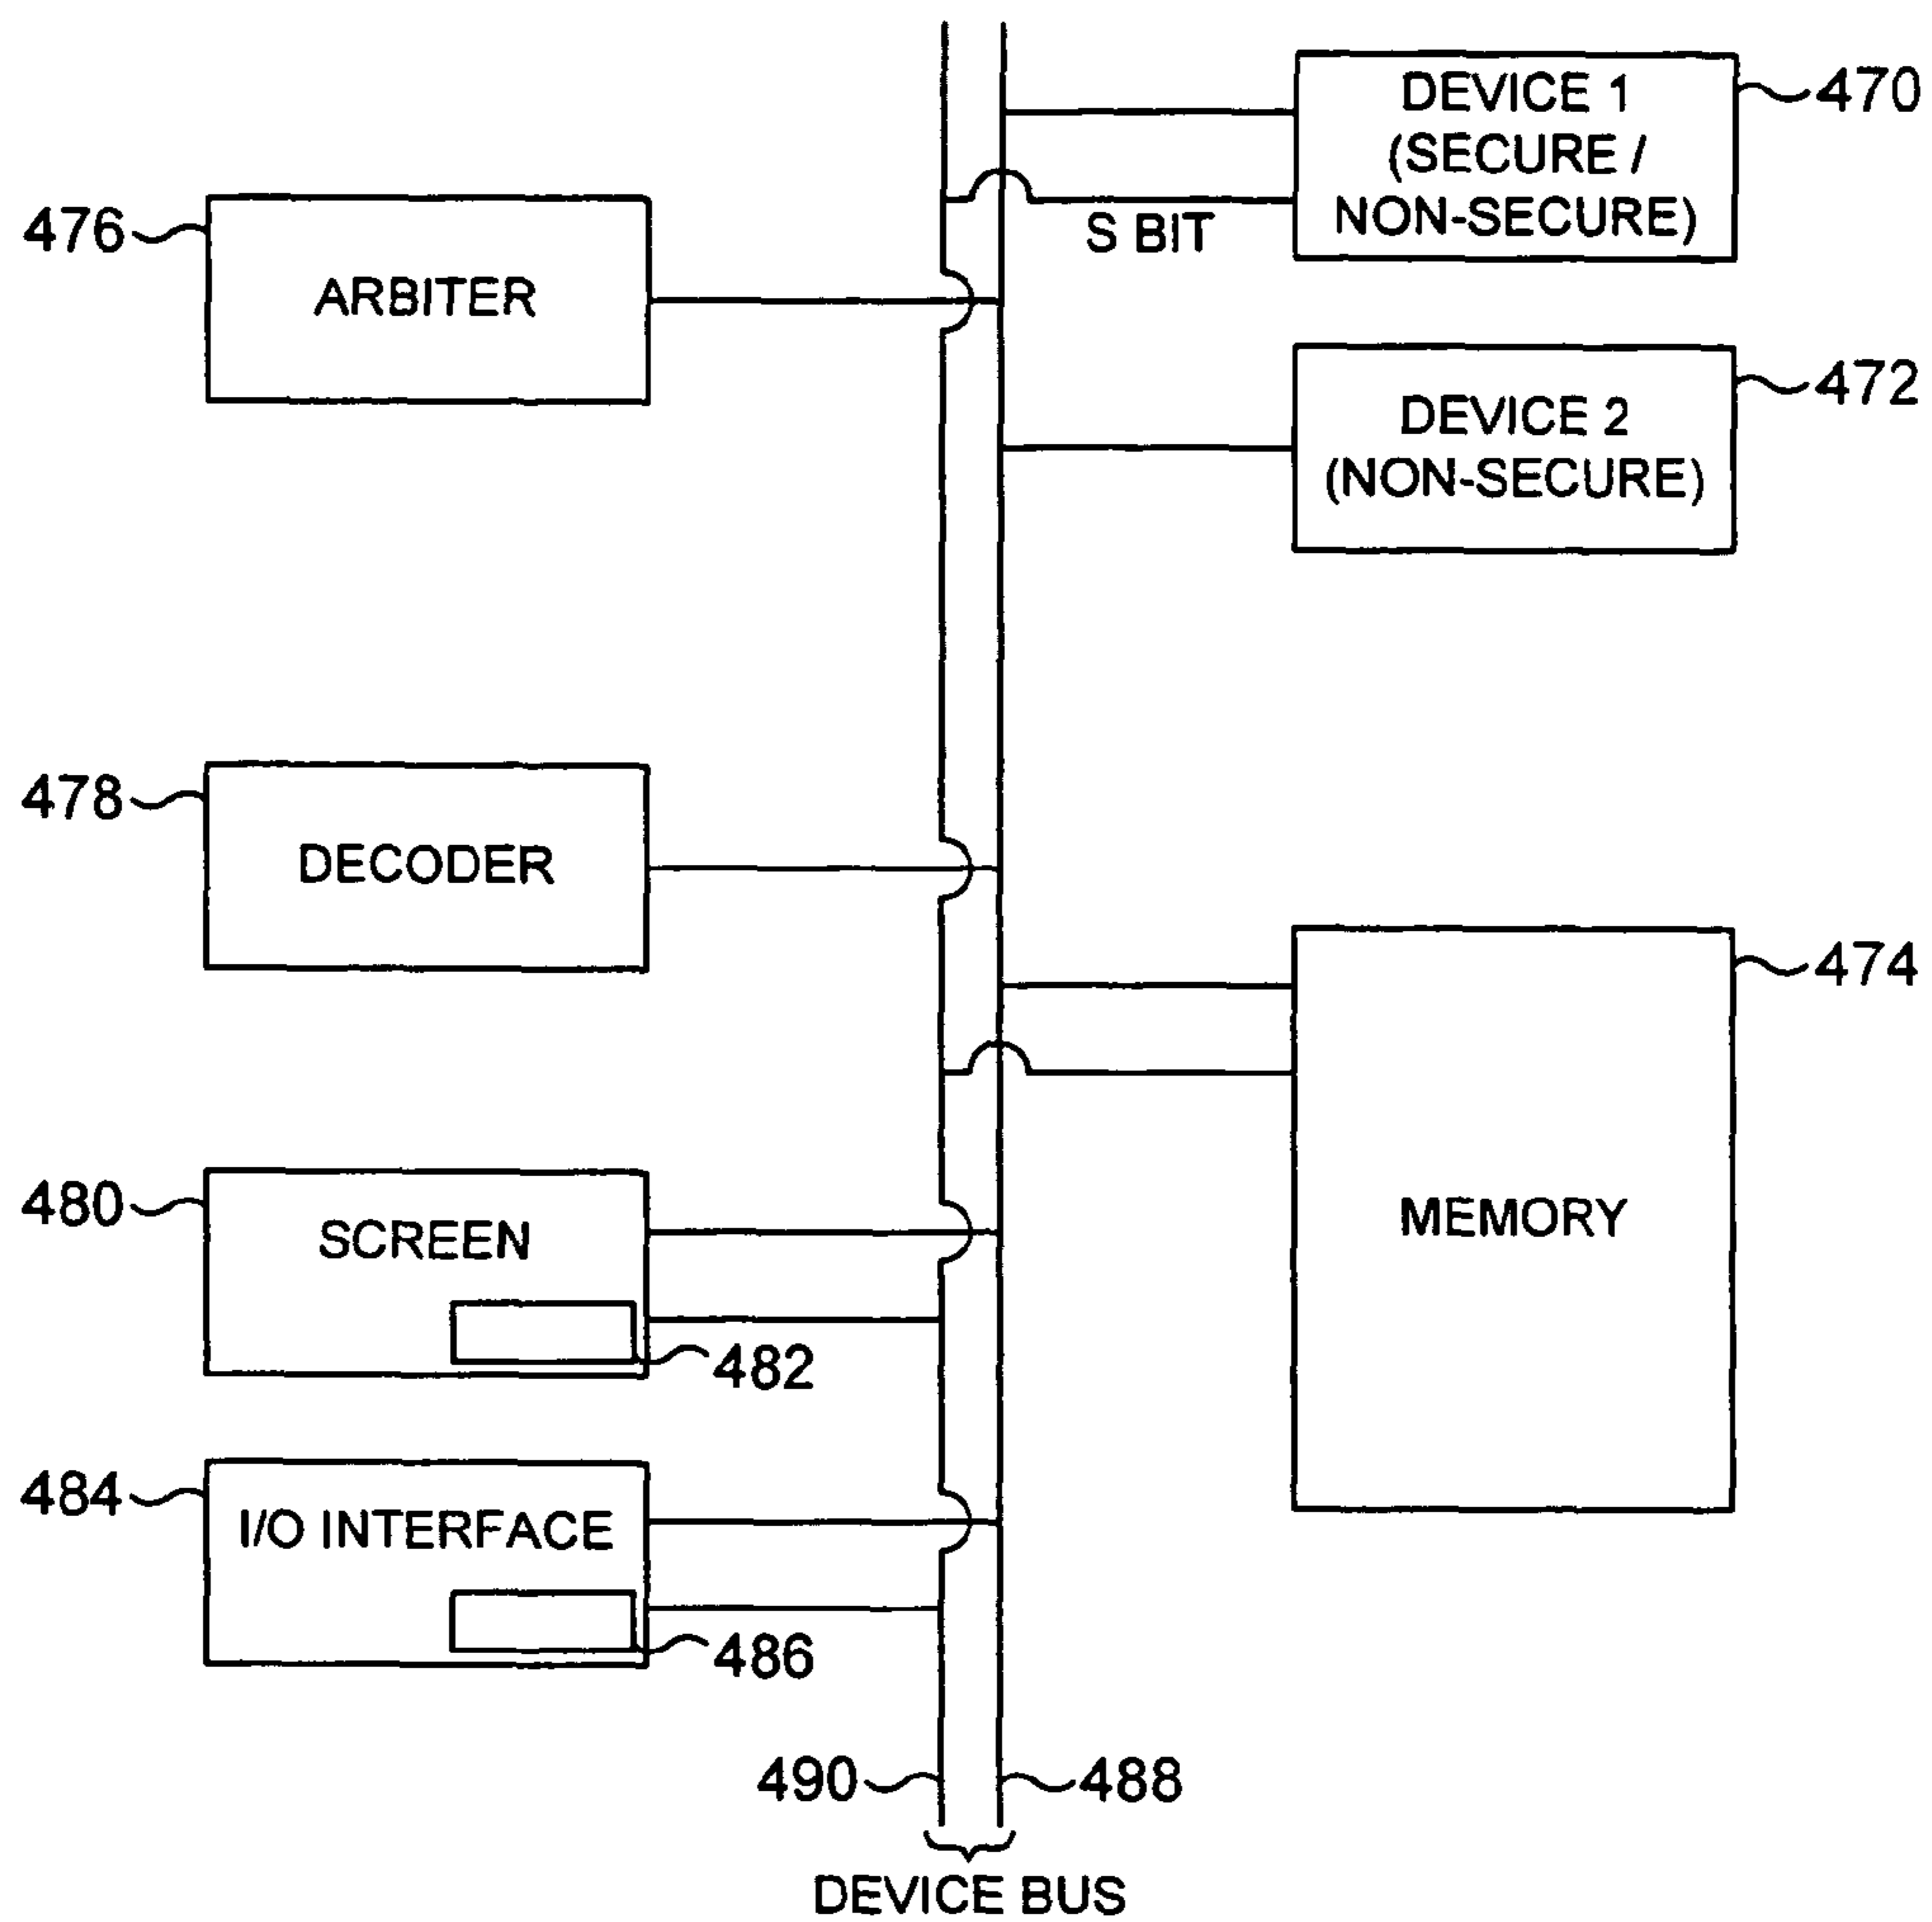 DEVICE 1
(SECURE /
NON-SECURE)
470
476
ARBITER
S BIT
DEVICE 2
(NON-SECURE)
472
478
DECODER
474
MEMORY
480
SCREEN
482
484
I/O INTERFACE
486
490
488
DEVICE BUS